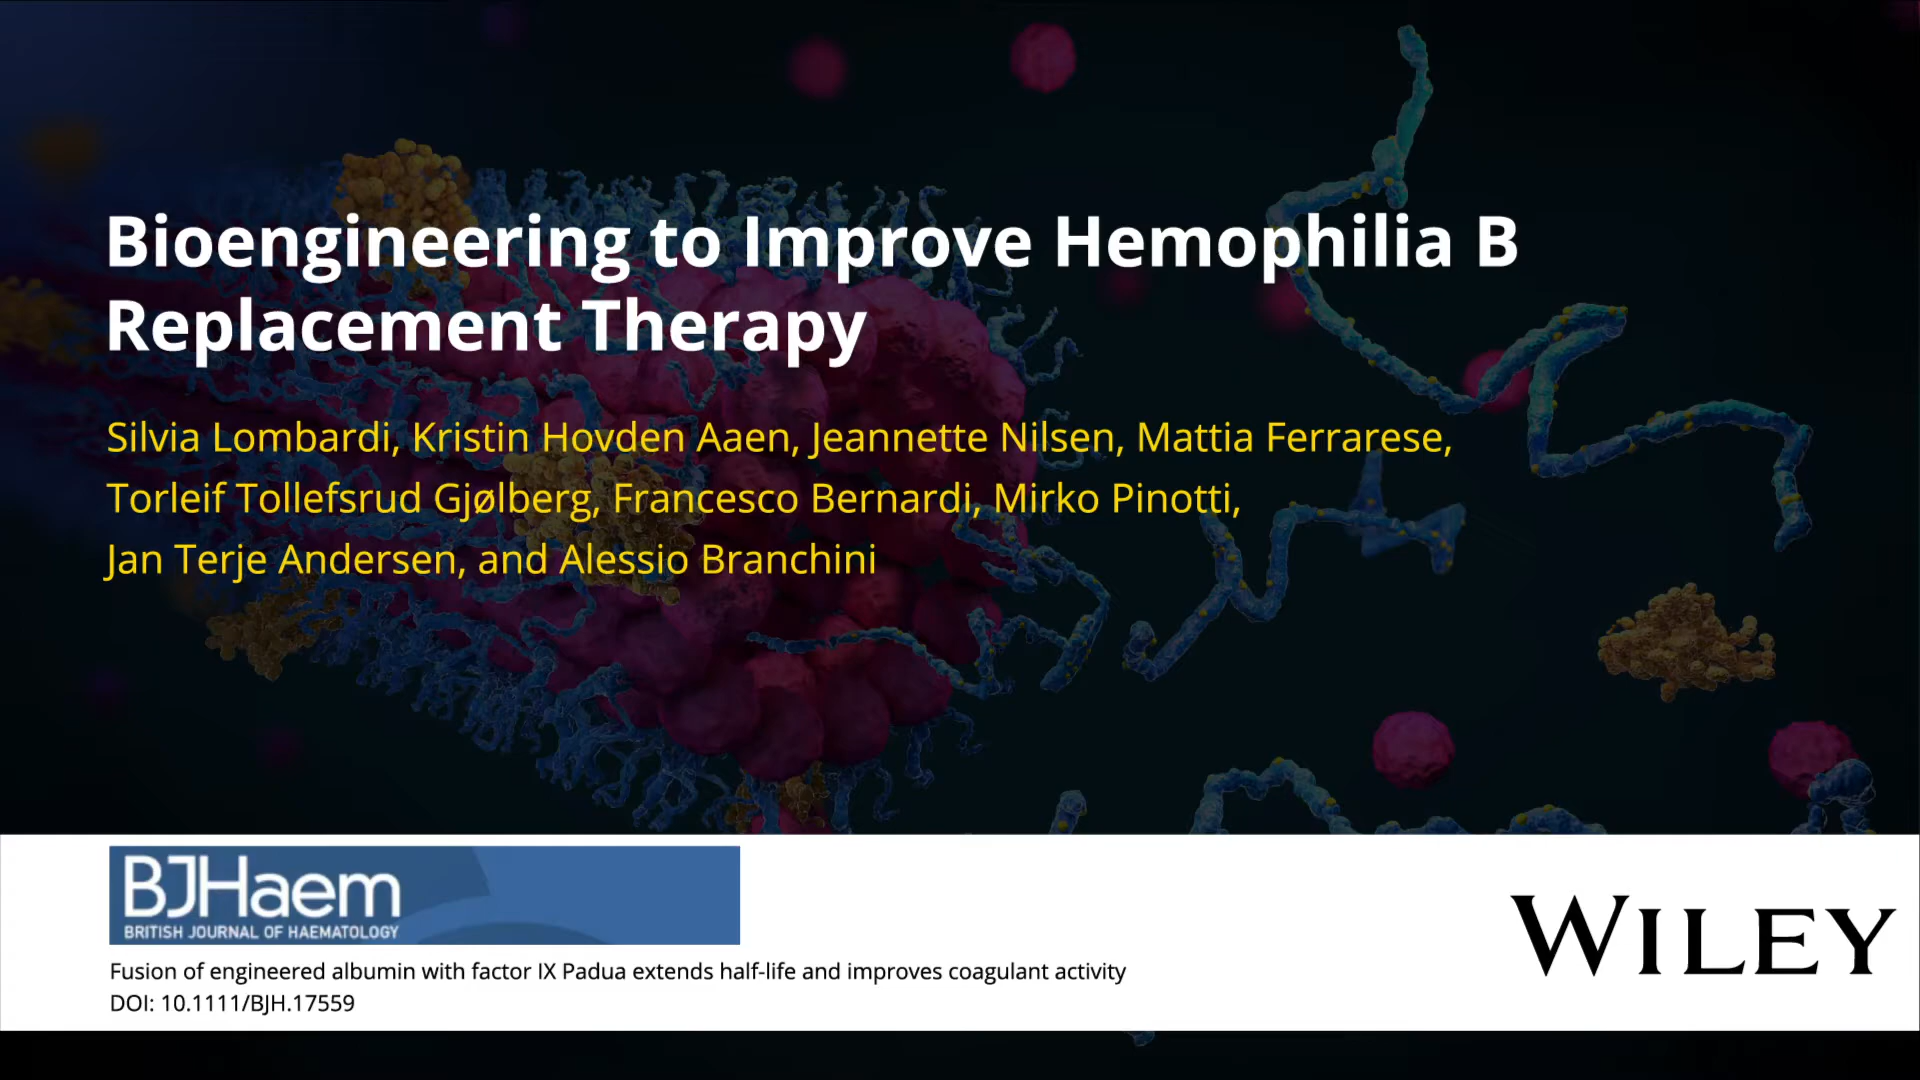 Bioengineering to Improve Hemophilia B
Replacement Therapy
Silvia Lombardi, Kristin Hovden Aaen, Jeannette Nilsen, Mattia Ferrarese,
Torleif Tollefsrud Gjølberg, Francesco Bernardi, Mirko Pinotti,
Jan Terje Andersen, and Alessio Branchini
BJHaem
BRITISH JOURNAL OF HAEMATOLOGY
WILEY
Fusion of engineered albumin with factor IX Padua extends half-life and improves coagulant activity
DOI: 10.1111/BJH.17559